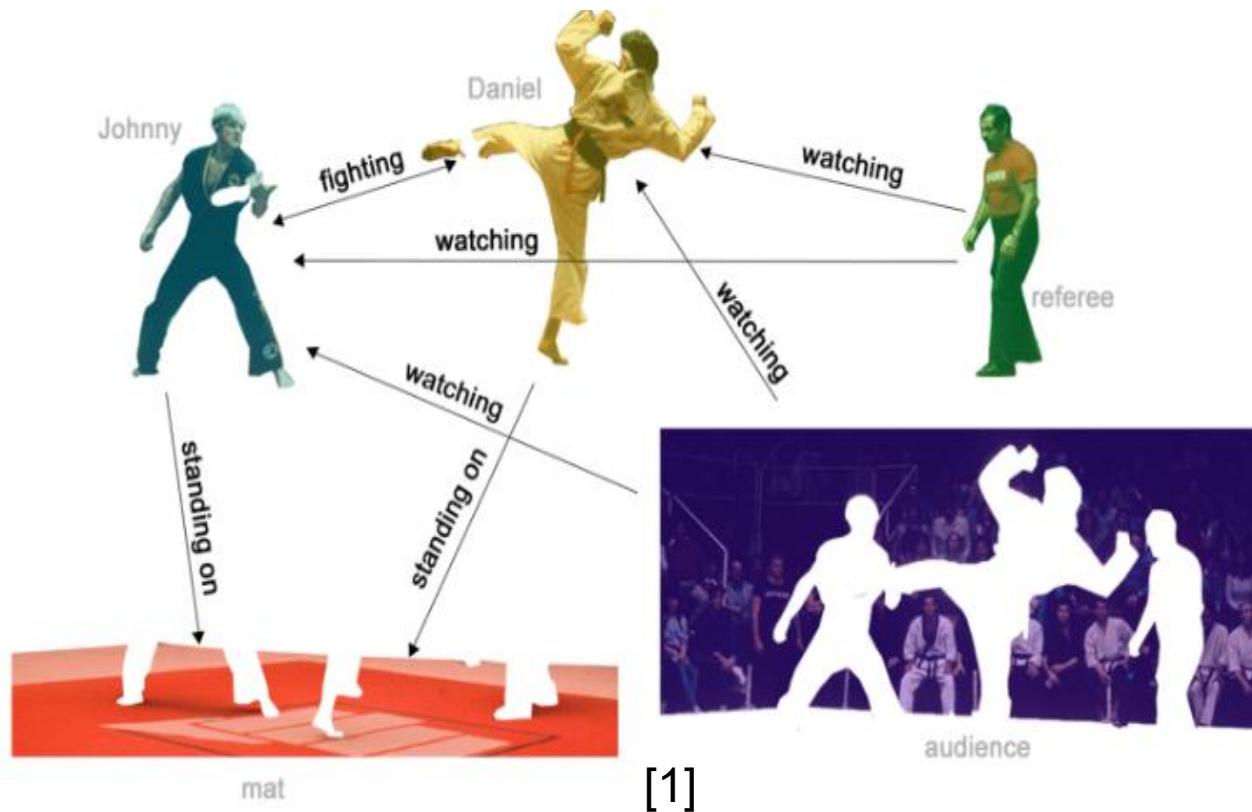 Daniel
Johnny
fighting
watching
watching
referee
watching
watching
standing on
standing on
audience
mat
[1]